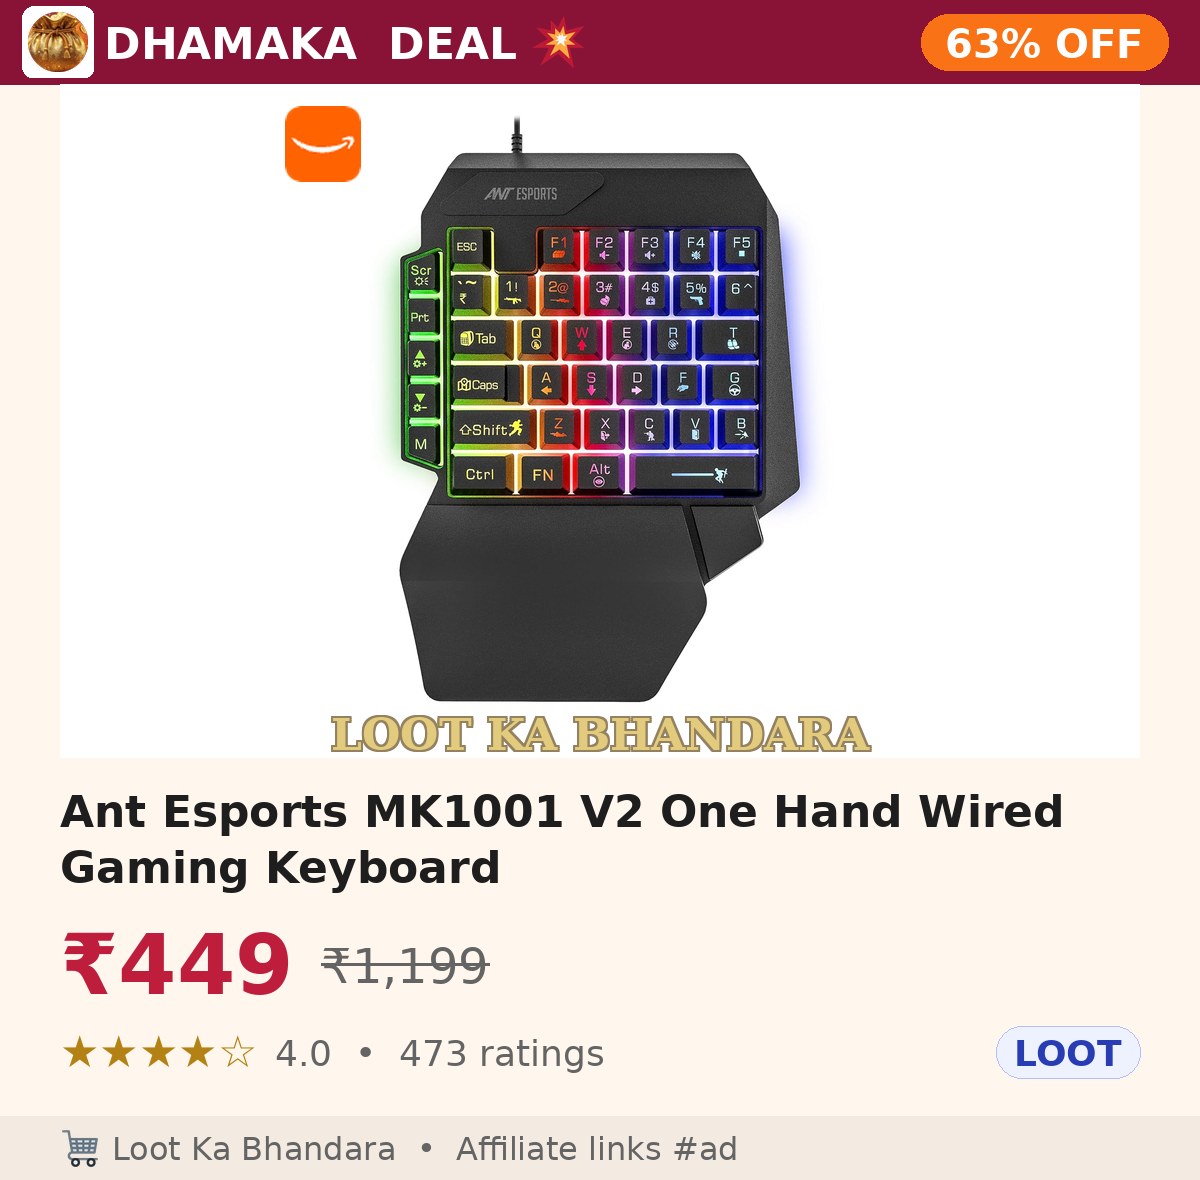 DHAMAKA DEAL 💥
63% OFF
ANT ESPORTS
ESC F1 F2 F3 F4 F5
Scr
`~ ₹ 1! 2@ 3# 4$ 5% 6^
Prt
Tab Q W E R T
Caps A S D F G
Shift Z X C V B
M
Ctrl FN Alt
LOOT KA BHANDARA
Ant Esports MK1001 V2 One Hand Wired
Gaming Keyboard
₹449 ₹1,199
★★★★☆ 4.0 • 473 ratings
LOOT
🛒 Loot Ka Bhandara • Affiliate links #ad